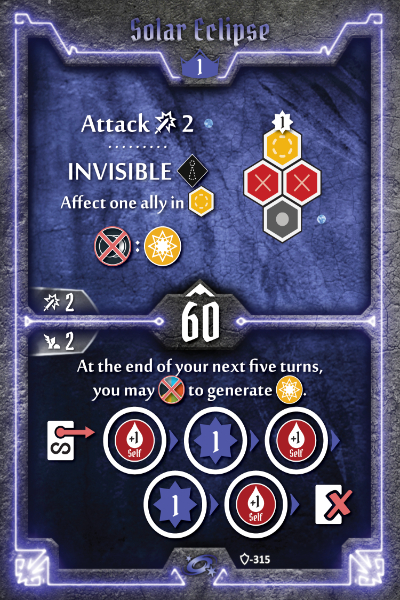 Solar Eclipse
1
Attack 2
1
INVISIBLE
Affect one ally in
:
2
60
2
At the end of your next five turns,
you may to generate .
S
+1
Self
1
+1
Self
1
+1
Self
X
-315